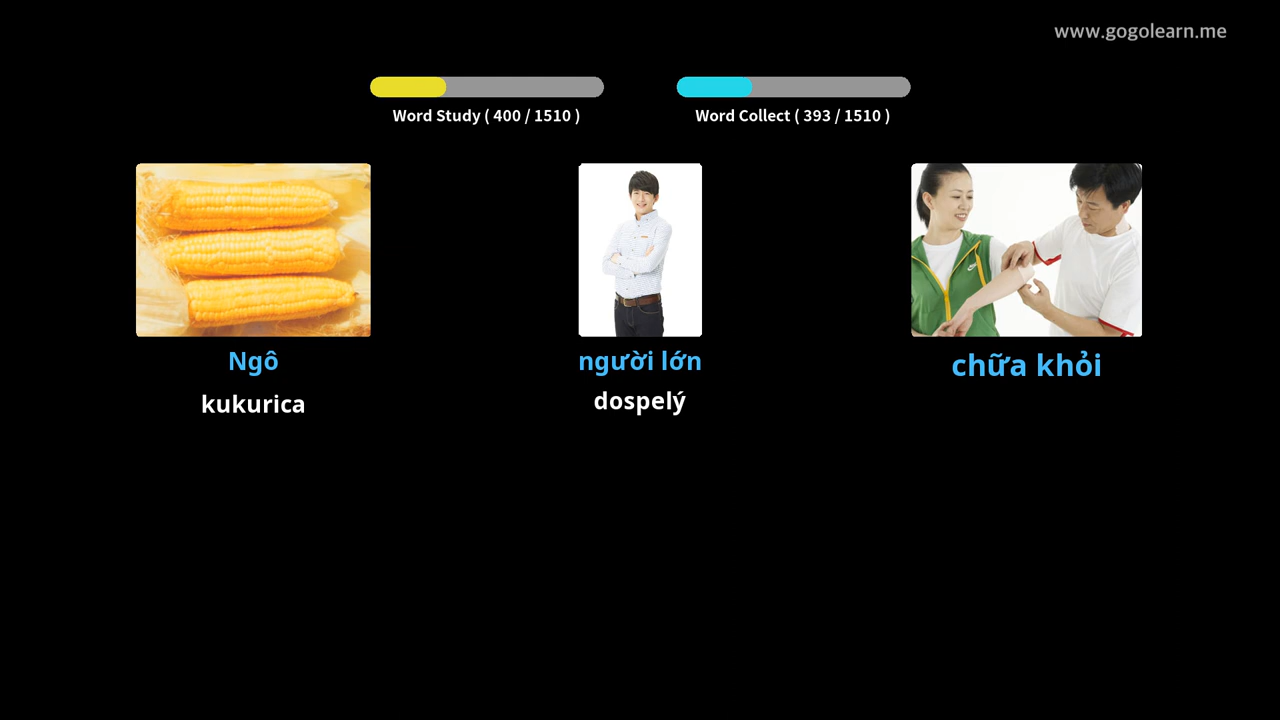 www.gogolearn.me
Word Study ( 400 / 1510 )
Word Collect ( 393 / 1510 )
Ngô
người lớn
chữa khỏi
kukurica
dospelý